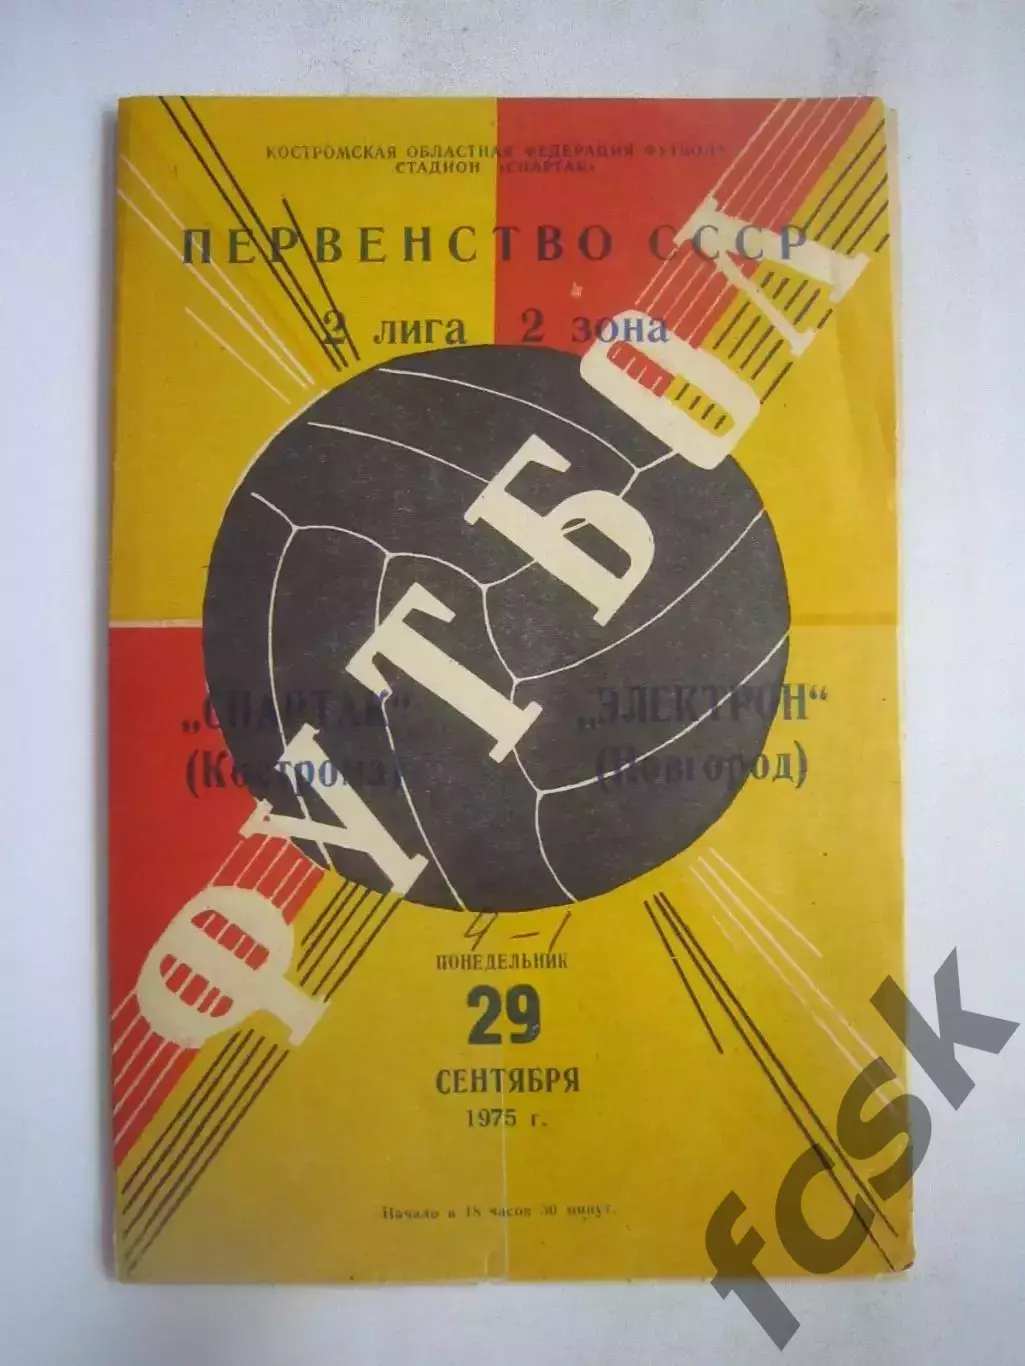 КОСТРОМСКАЯ ОБЛАСТНАЯ ФЕДЕРАЦИЯ ФУТБОЛА
СТАДИОН «СПАРТАК»
ПЕРВЕНСТВО СССР
2 лига 2 зона
ФУТБОЛ
„СПАРТАК“ „ЭЛЕКТРОН“
(Кострома) (Новгород)
4-1
ПОНЕДЕЛЬНИК
29
СЕНТЯБРЯ
1975 г.
Начало в 18 часов 30 минут.
fcsk